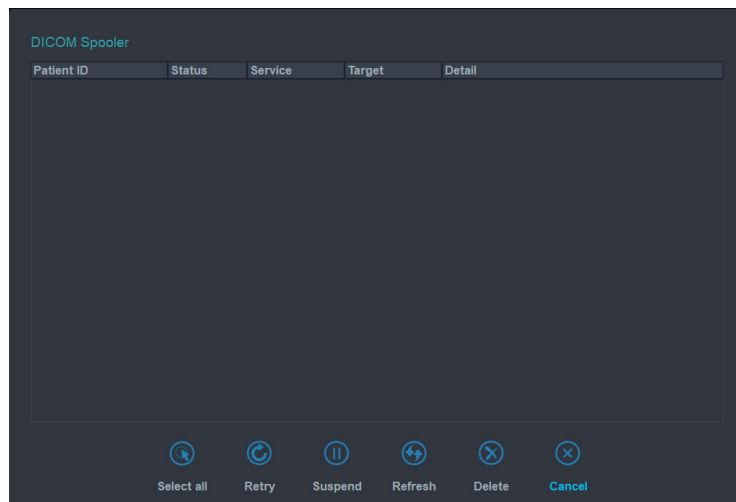 DICOM Spooler
Patient ID Status Service Target Detail
Select all Retry Suspend Refresh Delete Cancel